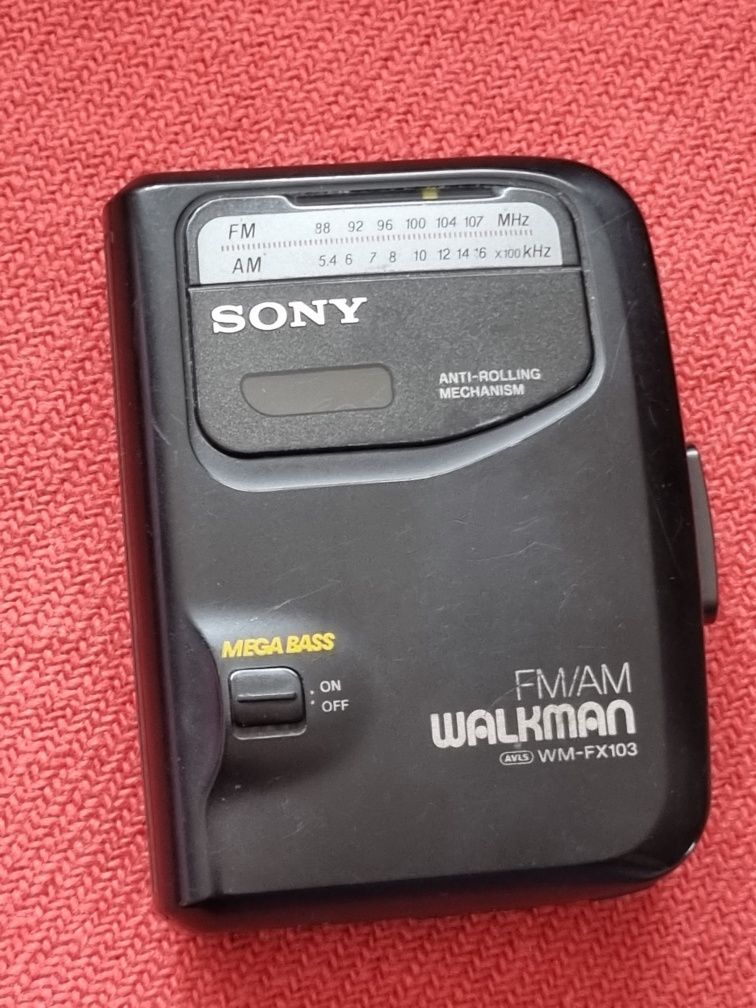 FM 88 92 96 100 104 107 MHz
AM 5.4 6 7 8 10 12 14 16 x100 kHz
SONY
ANTI-ROLLING
MECHANISM
MEGA BASS
ON
OFF
FM/AM
WALKMAN
AVLS WM-FX103